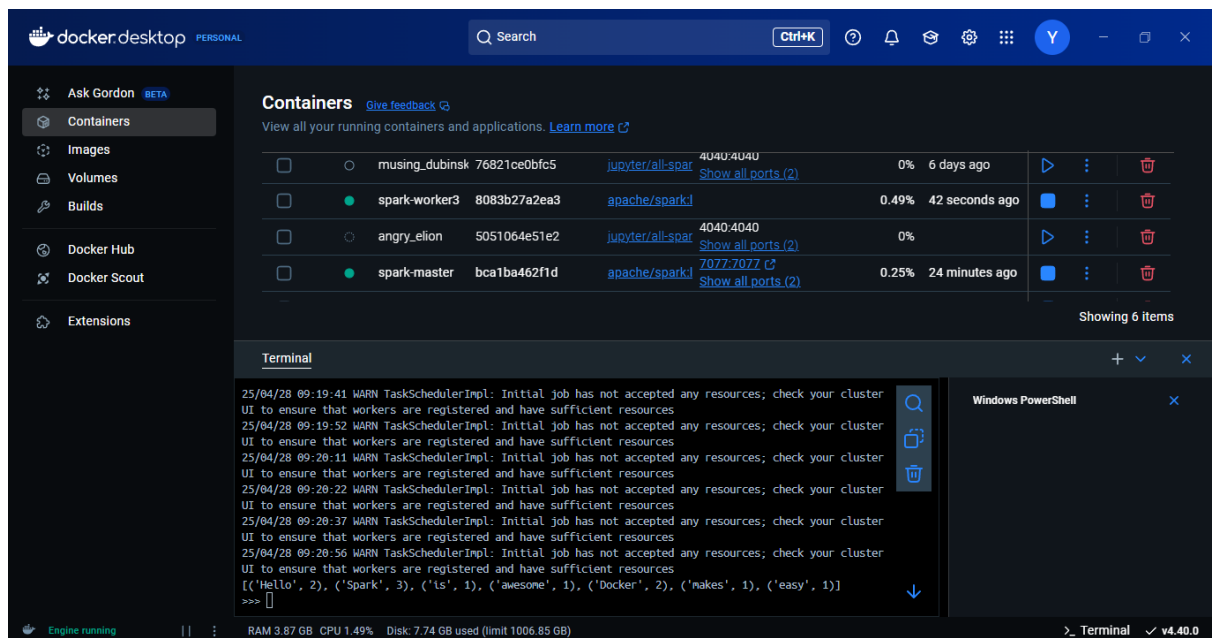 docker.desktop PERSONAL
Search
Ctrl+K
Y
Ask Gordon BETA
Containers
Images
Volumes
Builds
Docker Hub
Docker Scout
Extensions
Containers Give feedback
View all your running containers and applications. Learn more
musing_dubinsk 76821ce0bfc5 jupyter/all-spar 4040:4040 0% 6 days ago
Show all ports (2)
spark-worker3 8083b27a2ea3 apache/spark:l 0.49% 42 seconds ago
angry_elion 5051064e51e2 jupyter/all-spar 4040:4040 0%
Show all ports (2)
spark-master bca1ba462f1d apache/spark:l 7077:7077 0.25% 24 minutes ago
Show all ports (2)
Showing 6 items
Terminal
25/04/28 09:19:41 WARN TaskSchedulerImpl: Initial job has not accepted any resources; check your cluster
UI to ensure that workers are registered and have sufficient resources
25/04/28 09:19:52 WARN TaskSchedulerImpl: Initial job has not accepted any resources; check your cluster
UI to ensure that workers are registered and have sufficient resources
25/04/28 09:20:11 WARN TaskSchedulerImpl: Initial job has not accepted any resources; check your cluster
UI to ensure that workers are registered and have sufficient resources
25/04/28 09:20:22 WARN TaskSchedulerImpl: Initial job has not accepted any resources; check your cluster
UI to ensure that workers are registered and have sufficient resources
25/04/28 09:20:37 WARN TaskSchedulerImpl: Initial job has not accepted any resources; check your cluster
UI to ensure that workers are registered and have sufficient resources
25/04/28 09:20:56 WARN TaskSchedulerImpl: Initial job has not accepted any resources; check your cluster
UI to ensure that workers are registered and have sufficient resources
[('Hello', 2), ('Spark', 3), ('is', 1), ('awesome', 1), ('Docker', 2), ('makes', 1), ('easy', 1)]
>>>
Windows PowerShell
Engine running
RAM 3.87 GB CPU 1.49% Disk: 7.74 GB used (limit 1006.85 GB)
>_ Terminal
v4.40.0